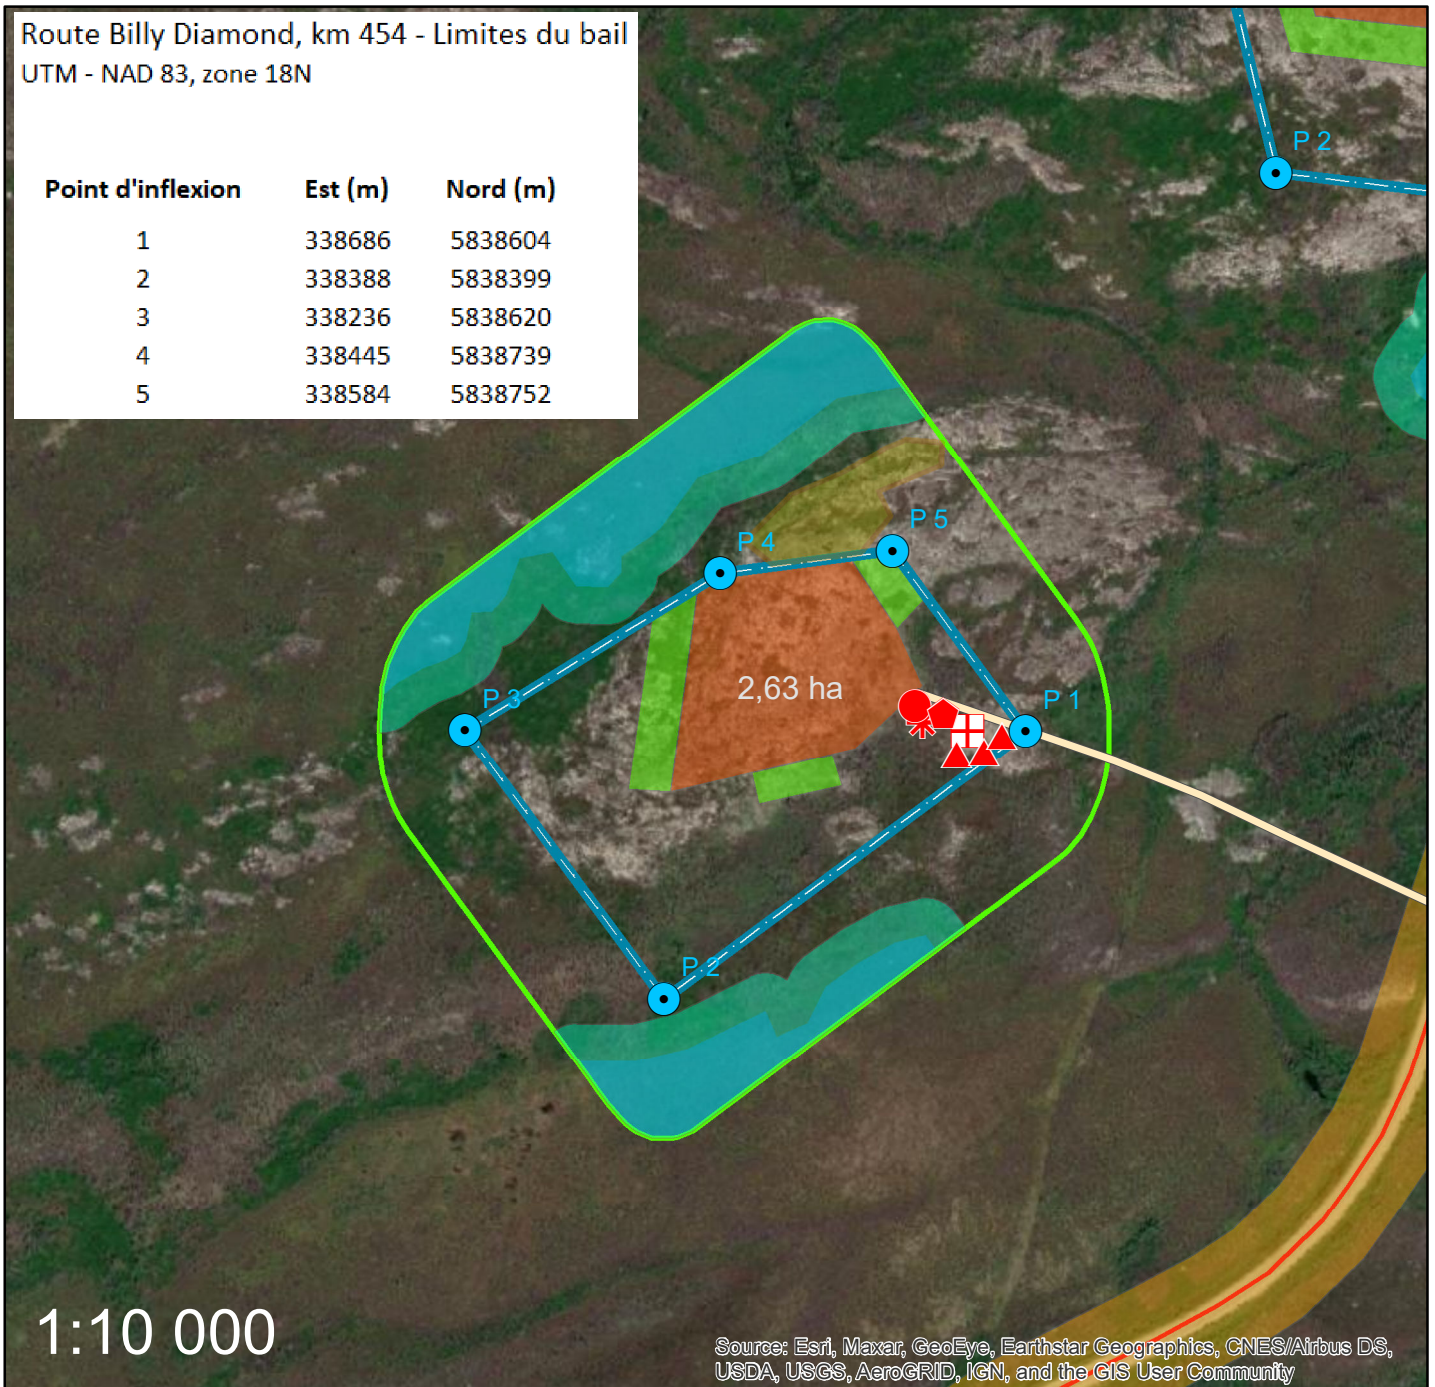 Route Billy Diamond, km 454 - Limites du bail
UTM - NAD 83, zone 18N
Point d'inflexion Est (m) Nord (m)
1 338686 5838604
2 338388 5838399
3 338236 5838620
4 338445 5838739
5 338584 5838752
P 2
P 5
P 4
2,63 ha
P 3
P 1
P 2
1:10 000
Source: Esri, Maxar, GeoEye, Earthstar Geographics, CNES/Airbus DS,
USDA, USGS, AeroGRID, IGN, and the GIS User Community